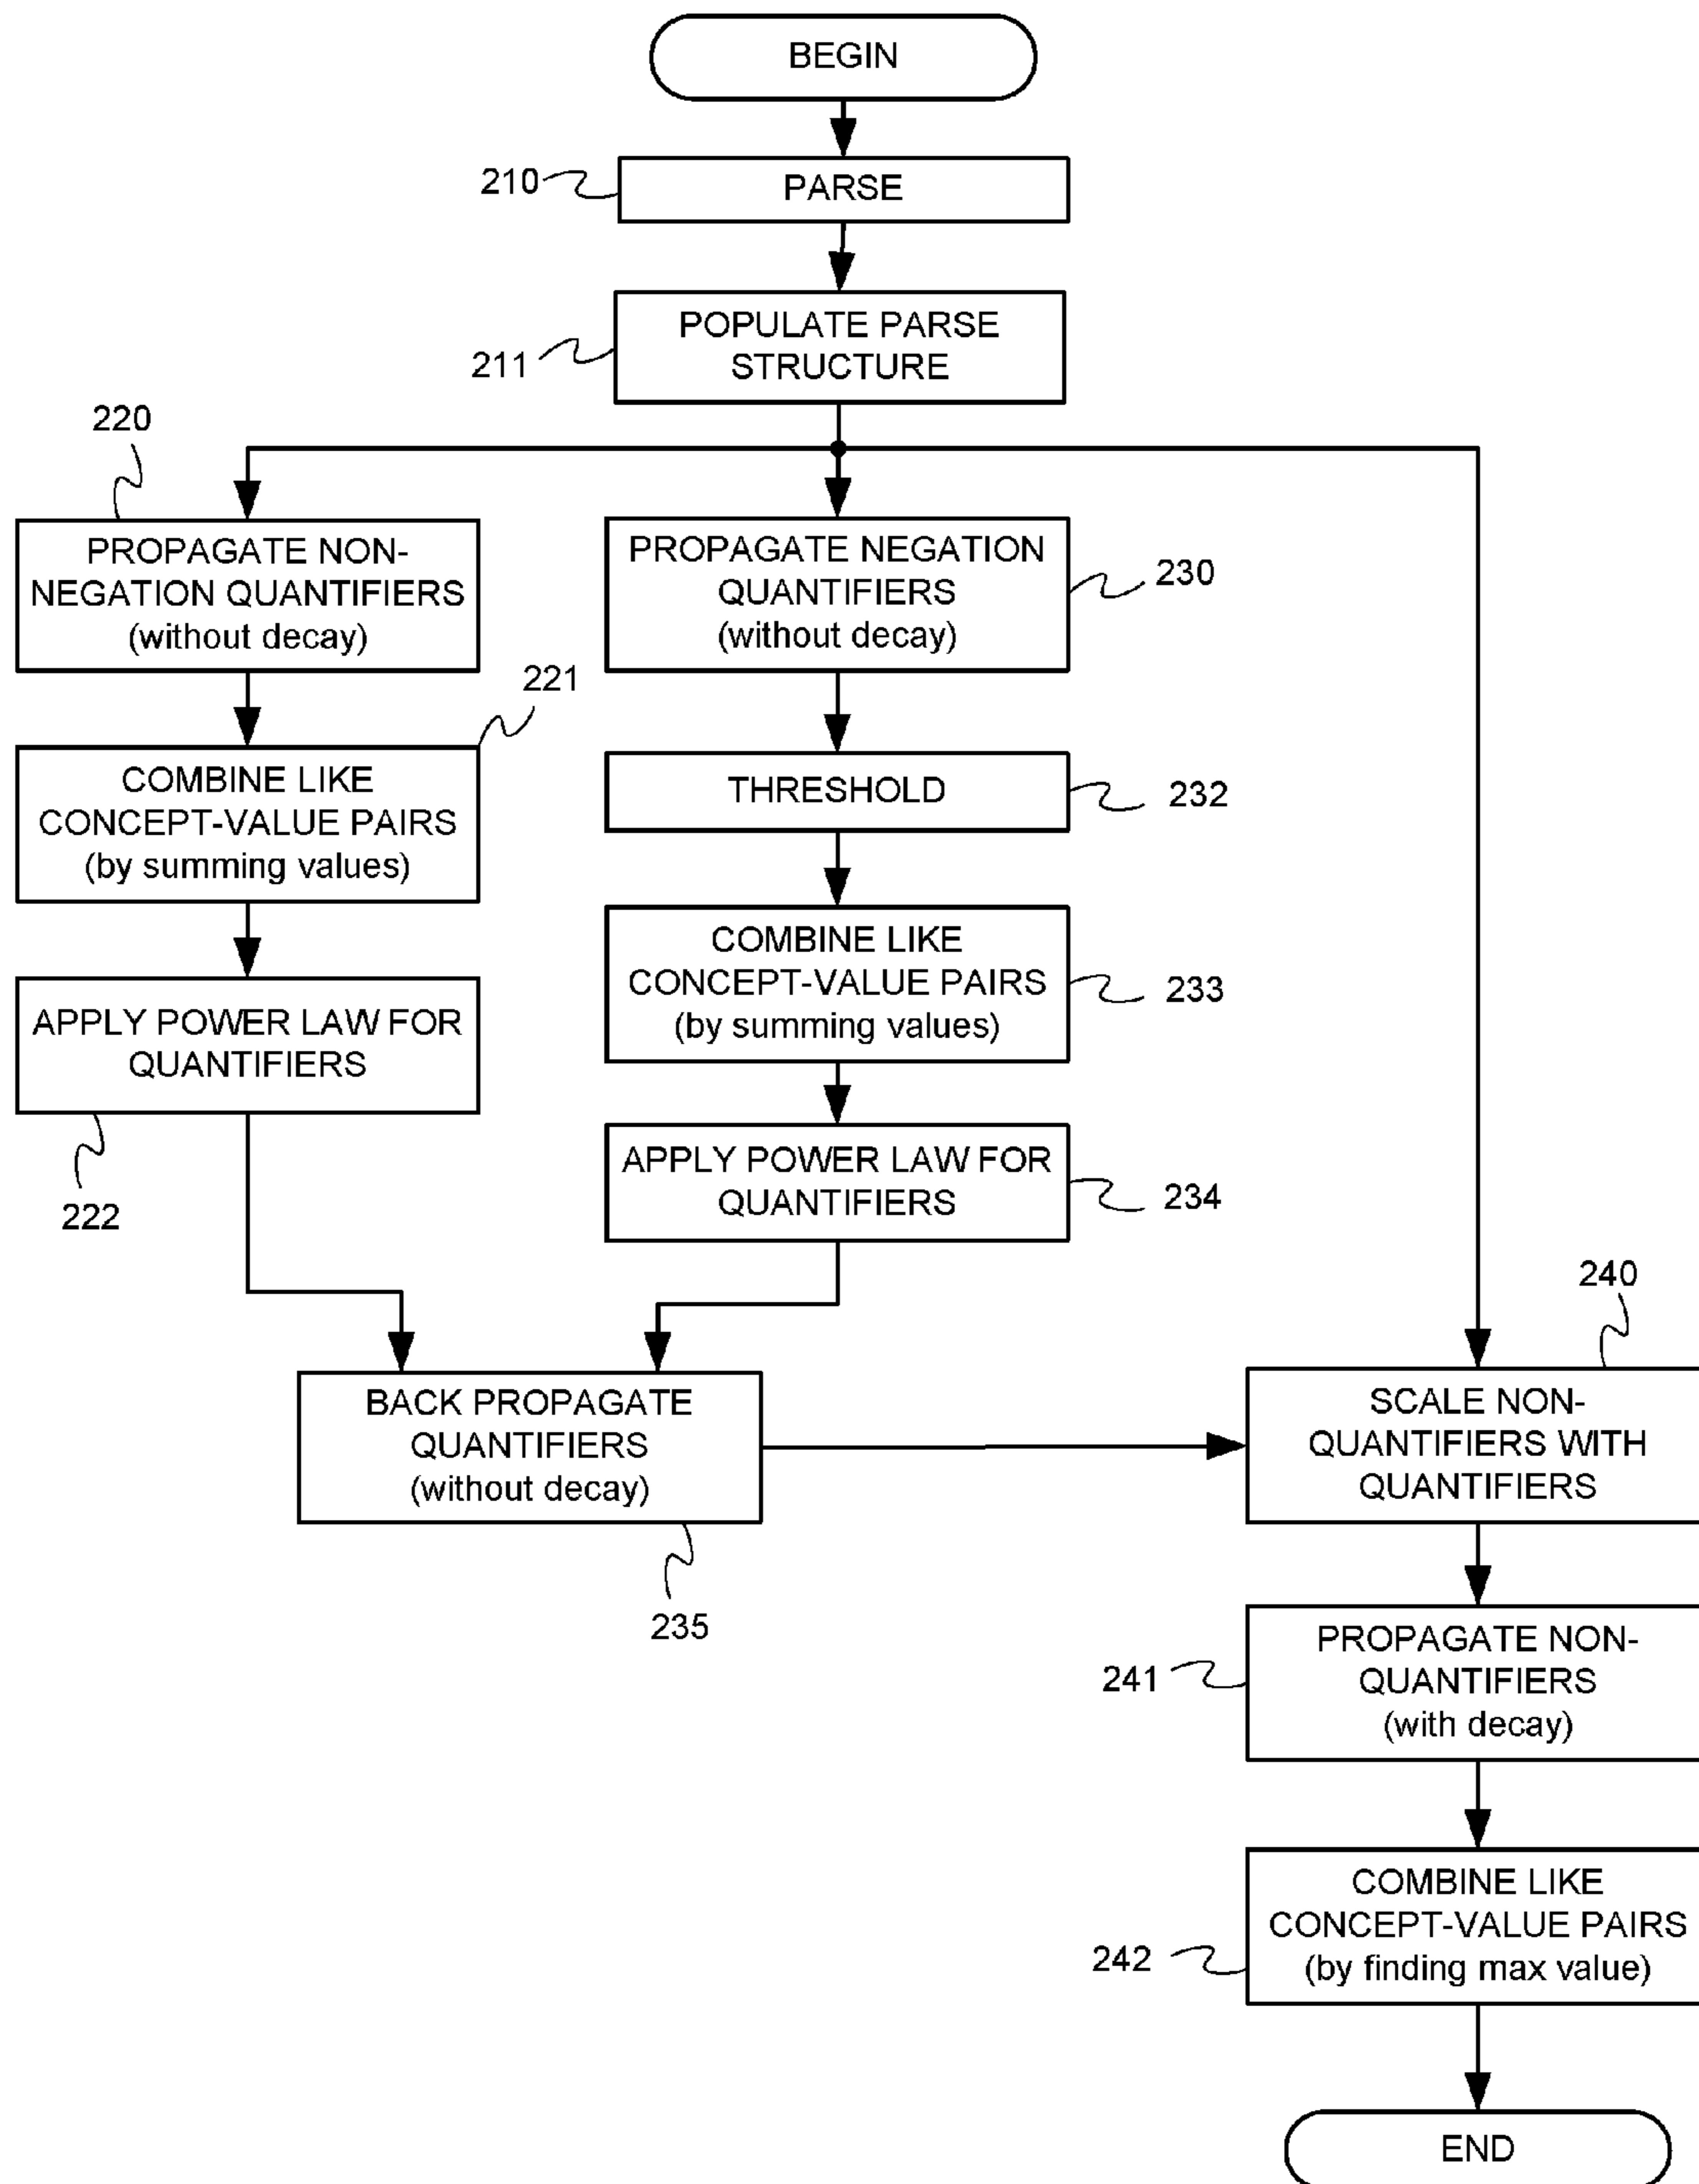 BEGIN
210
PARSE
211
POPULATE PARSE
STRUCTURE
220
PROPAGATE NON-
NEGATION QUANTIFIERS
(without decay)
221
COMBINE LIKE
CONCEPT-VALUE PAIRS
(by summing values)
APPLY POWER LAW FOR
QUANTIFIERS
222
PROPAGATE NEGATION
QUANTIFIERS
(without decay)
230
THRESHOLD
232
COMBINE LIKE
CONCEPT-VALUE PAIRS
(by summing values)
233
APPLY POWER LAW FOR
QUANTIFIERS
234
BACK PROPAGATE
QUANTIFIERS
(without decay)
235
240
SCALE NON-
QUANTIFIERS WITH
QUANTIFIERS
241
PROPAGATE NON-
QUANTIFIERS
(with decay)
242
COMBINE LIKE
CONCEPT-VALUE PAIRS
(by finding max value)
END